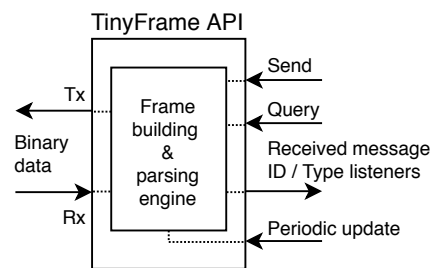 TinyFrame API
Tx
Binary
data
Rx
Frame
building
&
parsing
engine
Send
Query
Received message
ID / Type listeners
Periodic update